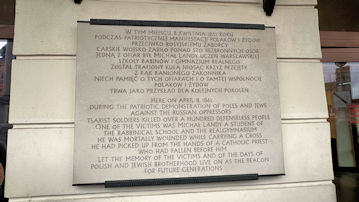 W TYM MIEJSCU, 8 KWIETNIA 1861 ROKU
PODCZAS PATRIOTYCZNEJ MANIFESTACJI POLAKÓW I ŻYDÓW
PRZECIWKO ROSYJSKIEMU ZABORCY
CARSKIE WOJSKO ZABIŁO PONAD STO BEZBRONNYCH OSÓB
JEDNĄ Z OFIAR BYŁ MICHAŁ LANDY, UCZEŃ WARSZAWSKIEJ
SZKOŁY RABINÓW I GIMNAZJUM REALNEGO
ZOSTAŁ TRAFIONY KULĄ NIOSĄC KRZYŻ PRZEJĘTY
Z RĄK RANIONEGO ZAKONNIKA
NIECH PAMIĘĆ O TYCH OFIARACH I O TAMTEJ WSPÓLNOCIE
POLAKÓW I ŻYDÓW
TRWA JAKO PRZYKŁAD DLA KOLEJNYCH POKOLEŃ
HERE ON APRIL 8, 1861
DURING THE PATRIOTIC DEMONSTRATION OF POLES AND JEWS
AGAINST THE RUSSIAN OPPRESSORS
TSARIST SOLDIERS KILLED OVER A HUNDRED DEFENSELESS PEOPLE
ONE OF THE VICTIMS WAS MICHAŁ LANDY A STUDENT OF
THE RABBINICAL SCHOOL AND THE REALGYMNASIUM
HE WAS MORTALLY WOUNDED WHILE CARRYING A CROSS
HE HAD PICKED UP FROM THE HANDS OF A CATHOLIC PRIEST
WHO HAD FALLEN BEFORE HIM
LET THE MEMORY OF THE VICTIMS AND OF THE DAYS OF
POLISH AND JEWISH BROTHERHOOD LIVE ON AS THE BEACON
FOR FUTURE GENERATIONS